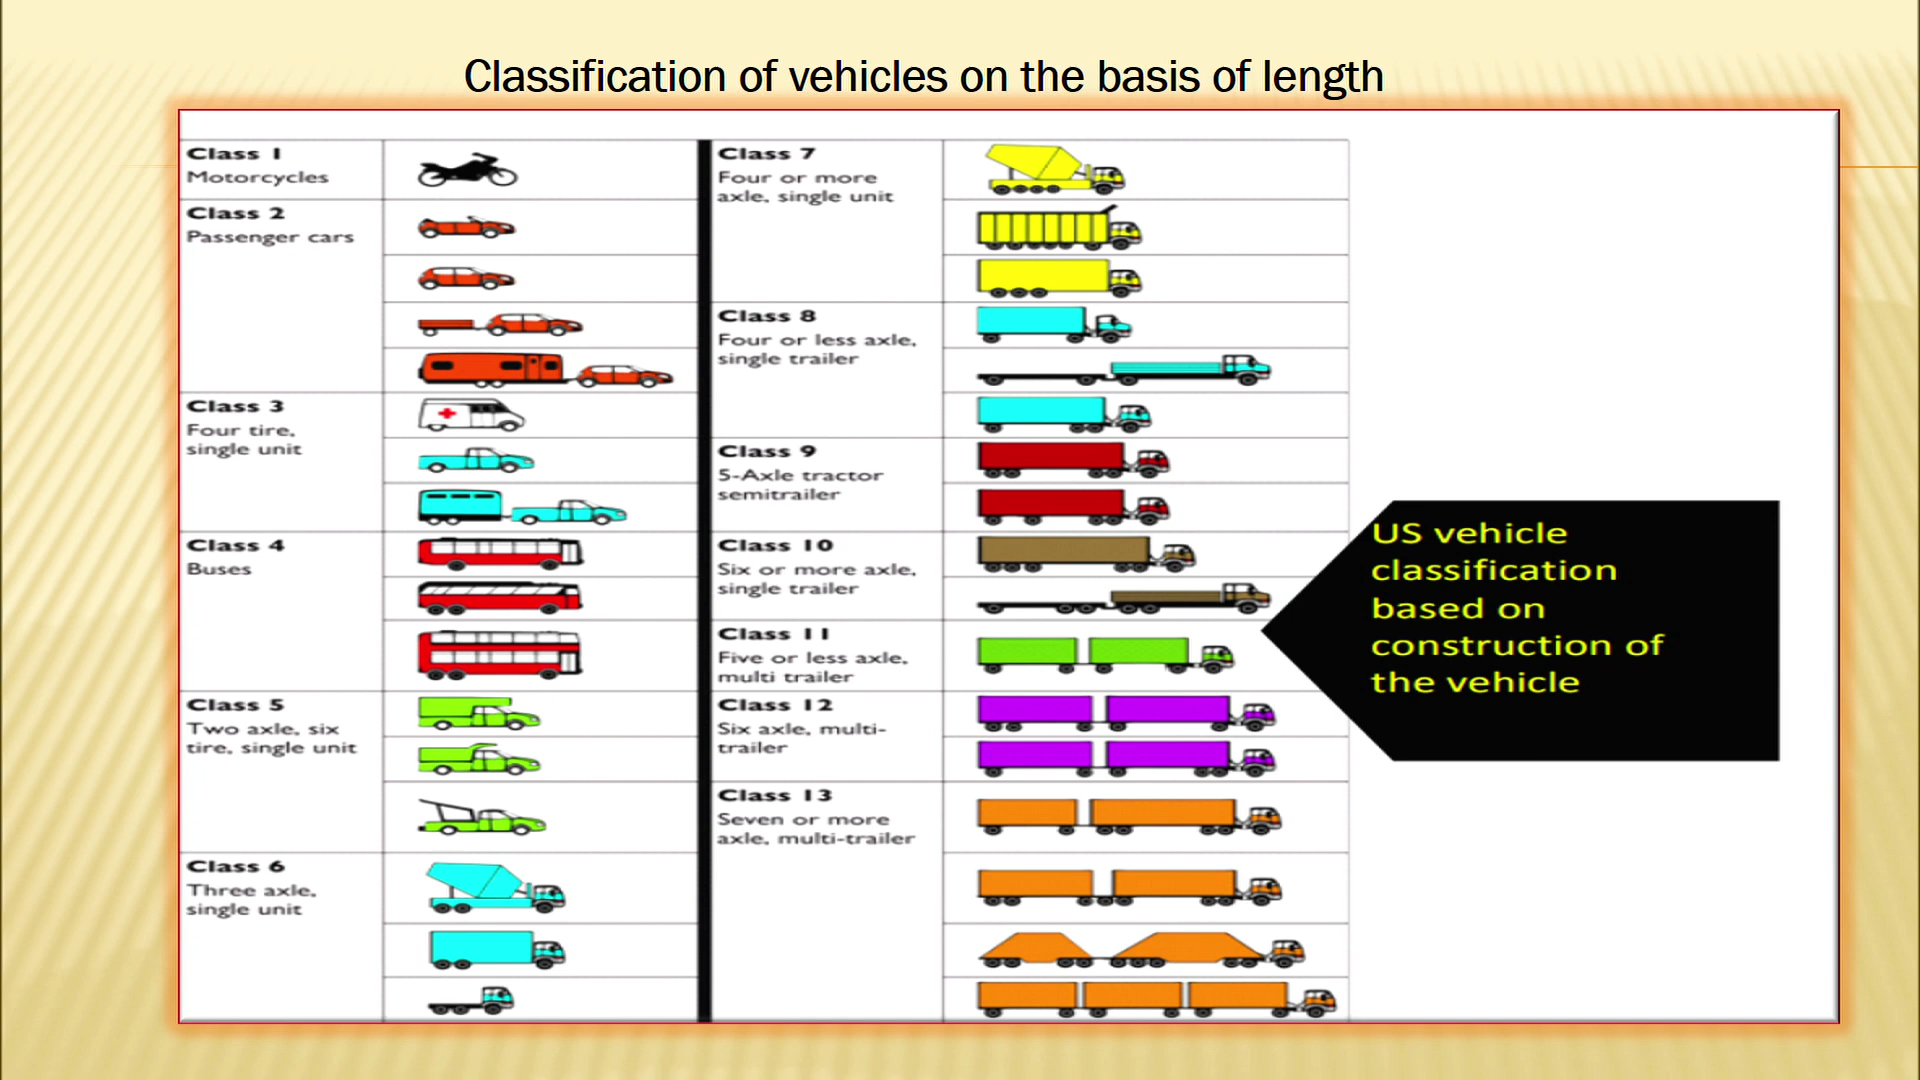 Classification of vehicles on the basis of length
Class 1
Motorcycles
Class 2
Passenger cars
Class 3
Four tire,
single unit
Class 4
Buses
Class 5
Two axle, six
tire, single unit
Class 6
Three axle,
single unit
Class 7
Four or more
axle, single unit
Class 8
Four or less axle,
single trailer
Class 9
5-Axle tractor
semitrailer
Class 10
Six or more axle,
single trailer
Class 11
Five or less axle,
multi trailer
Class 12
Six axle, multi-
trailer
Class 13
Seven or more
axle, multi-trailer
US vehicle
classification
based on
construction of
the vehicle